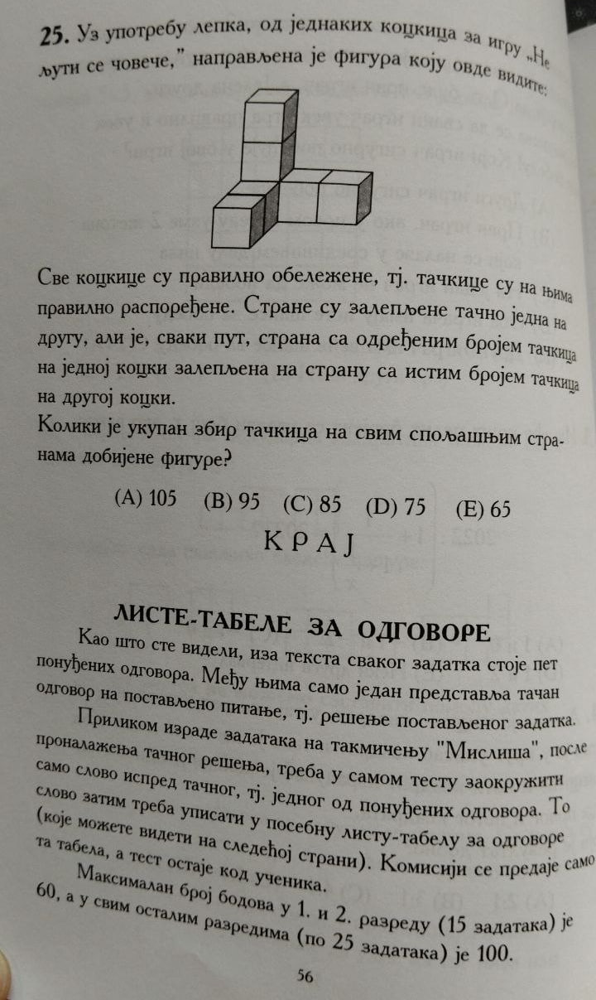 25. Уз употребу лепка, од једнаких коцкица за игру „Не
љути се човече,” направљена је фигура коју овде видите:
Све коцкице су правилно обележене, тј. тачкице су на њима
правилно распоређене. Стране су залепљене тачно једна на
другу, али је, сваки пут, страна са одређеним бројем тачкица
на једној коцки залепљена на страну са истим бројем тачкица
на другој коцки.
Колики је укупан збир тачкица на свим спољашњим стра-
нама добијене фигуре?
(A) 105 (B) 95 (C) 85 (D) 75 (E) 65
К Р А Ј
ЛИСТЕ-ТАБЕЛЕ ЗА ОДГОВОРЕ
Као што сте видели, иза текста сваког задатка стоје пет
понуђених одговора. Међу њима само један представља тачан
одговор на постављено питање, тј. решење постављеног задатка.
Приликом израде задатака на такмичењу "Мислиша", после
проналажења тачног решења, треба у самом тесту заокружити
само слово испред тачног, тј. једног од понуђених одговора. То
слово затим треба уписати у посебну листу-табелу за одговоре
(које можете видети на следећој страни). Комисији се предаје само
та табела, а тест остаје код ученика.
Максималан број бодова у 1. и 2. разреду (15 задатака) је
60, а у свим осталим разредима (по 25 задатака) је 100.
56